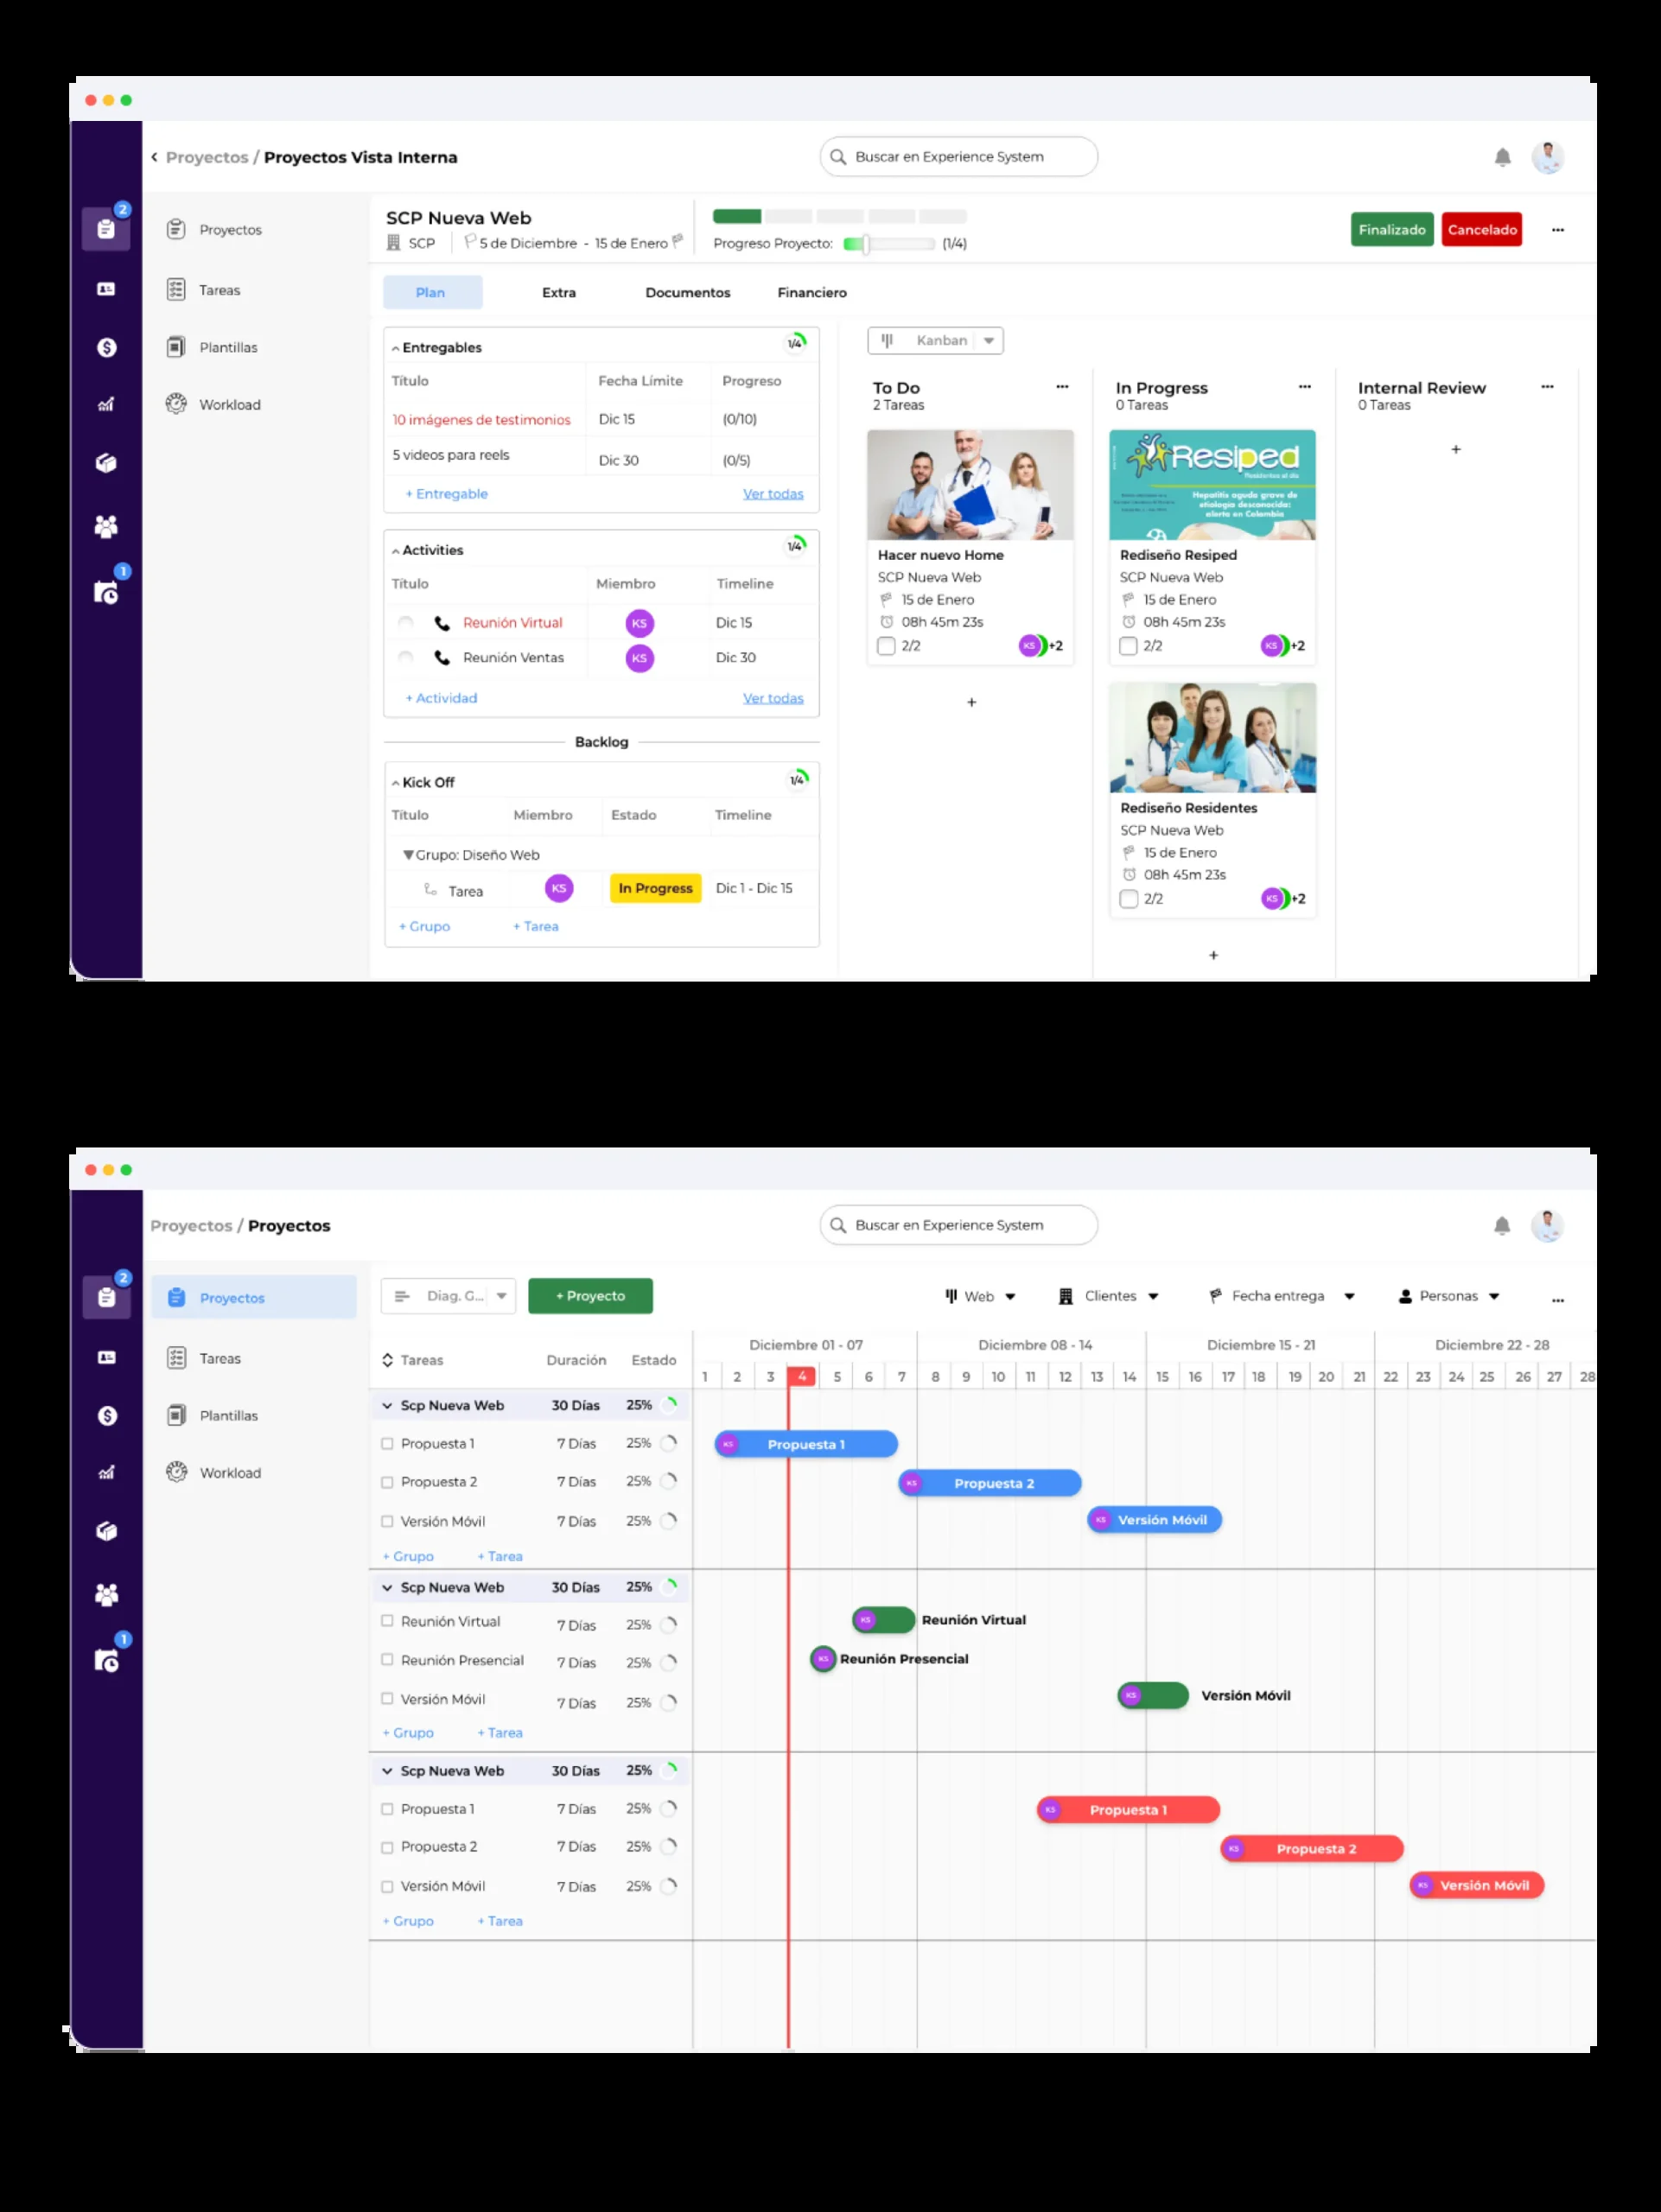 Proyectos / Proyectos Vista Interna
Buscar en Experience System
2
1
Proyectos
Tareas
Plantillas
Workload
SCP Nueva Web
SCP
5 de Diciembre - 15 de Enero
Progreso Proyecto:
(1/4)
Finalizado
Cancelado
Plan
Extra
Documentos
Financiero
Entregables
1/4
Título Fecha Límite Progreso
10 imágenes de testimonios Dic 15 (0/10)
5 videos para reels Dic 30 (0/5)
+ Entregable
Ver todas
Activities
1/4
Título Miembro Timeline
Reunión Virtual KS Dic 15
Reunión Ventas KS Dic 30
+ Actividad
Ver todas
Backlog
Kick Off
1/4
Título Miembro Estado Timeline
Grupo: Diseño Web
Tarea KS In Progress Dic 1 - Dic 15
+ Grupo
+ Tarea
Kanban
To Do
2 Tareas
Hacer nuevo Home
SCP Nueva Web
15 de Enero
08h 45m 23s
2/2
KS +2
+
In Progress
0 Tareas
Resiped
Residentes al día
Hepatitis aguda grave de
etiología desconocida:
alerta en Colombia
Rediseño Resiped
SCP Nueva Web
15 de Enero
08h 45m 23s
2/2
KS +2
Rediseño Residentes
SCP Nueva Web
15 de Enero
08h 45m 23s
2/2
KS +2
+
Internal Review
0 Tareas
+
Proyectos / Proyectos
Buscar en Experience System
2
1
Proyectos
Tareas
Plantillas
Workload
Diag. G...
+ Proyecto
Web
Clientes
Fecha entrega
Personas
Tareas Duración Estado
Diciembre 01 - 07 Diciembre 08 - 14 Diciembre 15 - 21 Diciembre 22 - 28
1 2 3 4 5 6 7 8 9 10 11 12 13 14 15 16 17 18 19 20 21 22 23 24 25 26 27 28
Scp Nueva Web 30 Días 25%
Propuesta 1 7 Días 25%
KS Propuesta 1
Propuesta 2 7 Días 25%
KS Propuesta 2
Versión Móvil 7 Días 25%
KS Versión Móvil
+ Grupo + Tarea
Scp Nueva Web 30 Días 25%
Reunión Virtual 7 Días 25%
KS Reunión Virtual
Reunión Presencial 7 Días 25%
KS Reunión Presencial
Versión Móvil 7 Días 25%
KS Versión Móvil
+ Grupo + Tarea
Scp Nueva Web 30 Días 25%
Propuesta 1 7 Días 25%
KS Propuesta 1
Propuesta 2 7 Días 25%
KS Propuesta 2
Versión Móvil 7 Días 25%
KS Versión Móvil
+ Grupo + Tarea